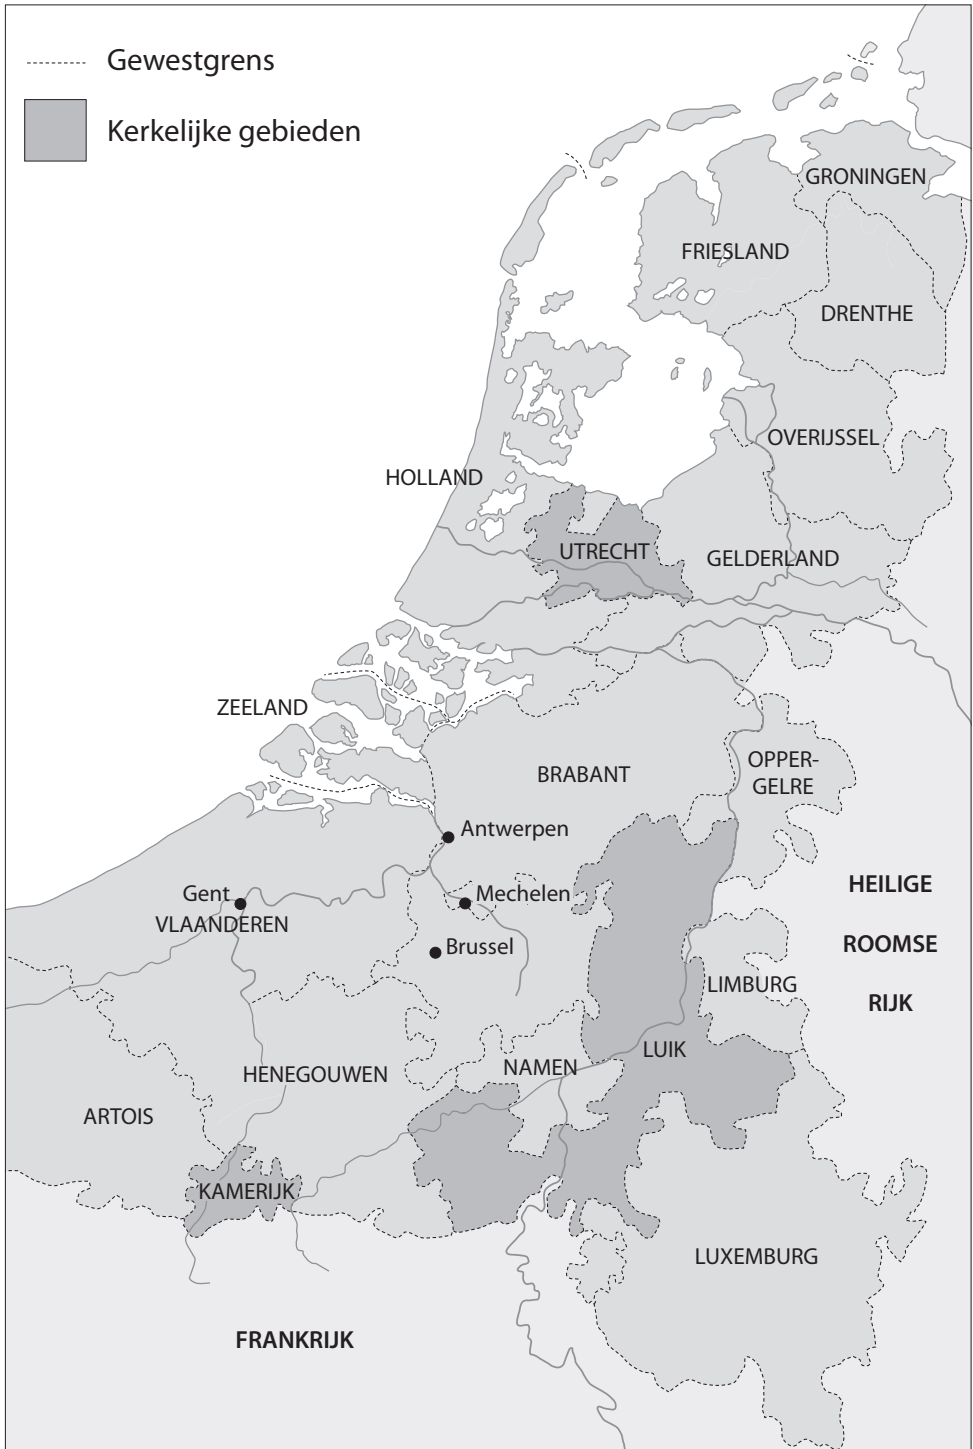 Gewestgrens
Kerkelijke gebieden
GRONINGEN
FRIESLAND
DRENTHE
OVERIJSSEL
HOLLAND
UTRECHT
GELDERLAND
ZEELAND
BRABANT
OPPER-
GELRE
Antwerpen
Gent
Mechelen
VLAANDEREN
Brussel
HEILIGE
ROOMSE
RIJK
LIMBURG
LUIK
NAMEN
HENEGOUWEN
ARTOIS
KAMERIJK
LUXEMBURG
FRANKRIJK